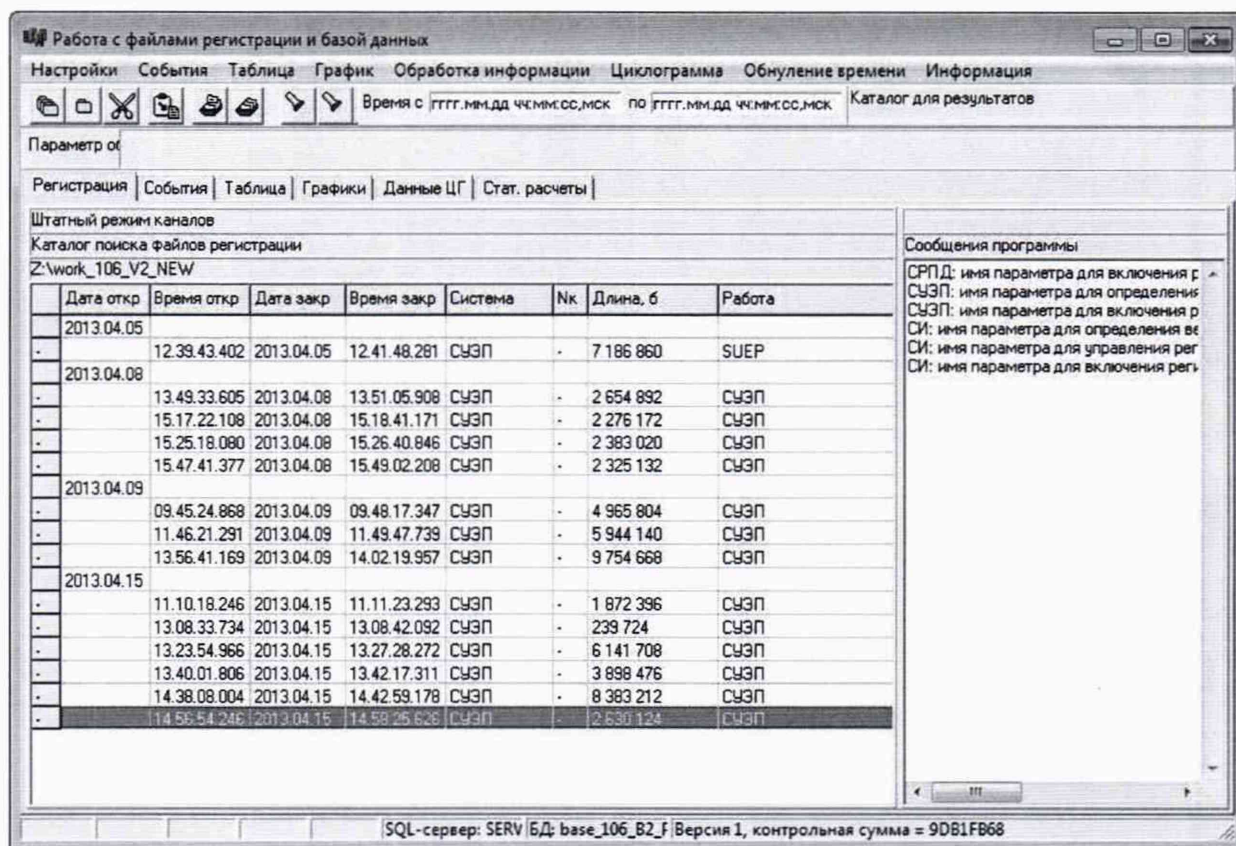 Работа с файлами регистрации и базой данных
Настройки События Таблица График Обработка информации Циклограмма Обнуление времени Информация
Время с гггг.мм.дд чч:мм:сс,мск по гггг.мм.дд чч:мм:сс,мск Каталог для результатов
Параметр об
Регистрация События Таблица Графики Данные ЦГ Стат. расчеты
Штатный режим каналов
Каталог поиска файлов регистрации
Z:\work_106_V2_NEW
Дата откр Время откр Дата закр Время закр Система Nк Длина, б Работа
2013.04.05
- 12.39.43.402 2013.04.05 12.41.48.281 СУЭП - 7 186 860 SUEP
2013.04.08
- 13.49.33.605 2013.04.08 13.51.05.908 СУЭП - 2 654 892 СУЭП
- 15.17.22.108 2013.04.08 15.18.41.171 СУЭП - 2 276 172 СУЭП
- 15.25.18.080 2013.04.08 15.26.40.846 СУЭП - 2 383 020 СУЭП
- 15.47.41.377 2013.04.08 15.49.02.208 СУЭП - 2 325 132 СУЭП
2013.04.09
- 09.45.24.868 2013.04.09 09.48.17.347 СУЭП - 4 965 804 СУЭП
- 11.46.21.291 2013.04.09 11.49.47.739 СУЭП - 5 944 140 СУЭП
- 13.56.41.169 2013.04.09 14.02.19.957 СУЭП - 9 754 668 СУЭП
2013.04.15
- 11.10.18.246 2013.04.15 11.11.23.293 СУЭП - 1 872 396 СУЭП
- 13.08.33.734 2013.04.15 13.08.42.092 СУЭП - 239 724 СУЭП
- 13.23.54.966 2013.04.15 13.27.28.272 СУЭП - 6 141 708 СУЭП
- 13.40.01.806 2013.04.15 13.42.17.311 СУЭП - 3 898 476 СУЭП
- 14.38.08.004 2013.04.15 14.42.59.178 СУЭП - 8 383 212 СУЭП
- 14.56.54.246 2013.04.15 14.58.25.626 СУЭП - 2 630 124 СУЭП
Сообщения программы
СРПД: имя параметра для включения р
СУЭП: имя параметра для определения
СУЭП: имя параметра для включения р
СИ: имя параметра для определения ве
СИ: имя параметра для управления рег
СИ: имя параметра для включения реги
SQL-сервер: SERV БД: base_106_B2_F Версия 1, контрольная сумма = 9DB1FB68